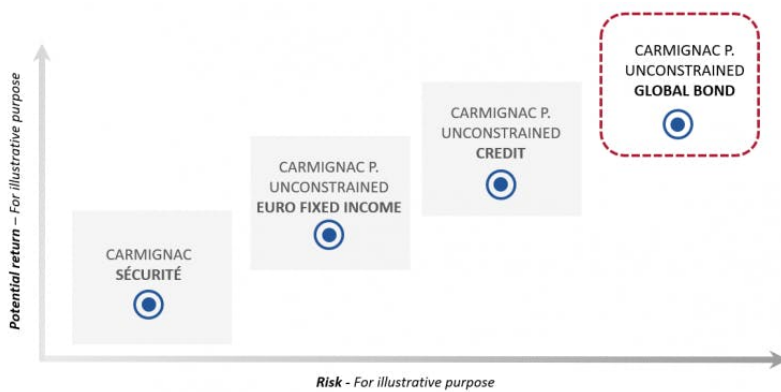 CARMIGNAC P.
UNCONSTRAINED
GLOBAL BOND
CARMIGNAC P.
UNCONSTRAINED
CREDIT
CARMIGNAC P.
UNCONSTRAINED
EURO FIXED INCOME
CARMIGNAC
SÉCURITÉ
Potential return – For illustrative purpose
Risk - For illustrative purpose